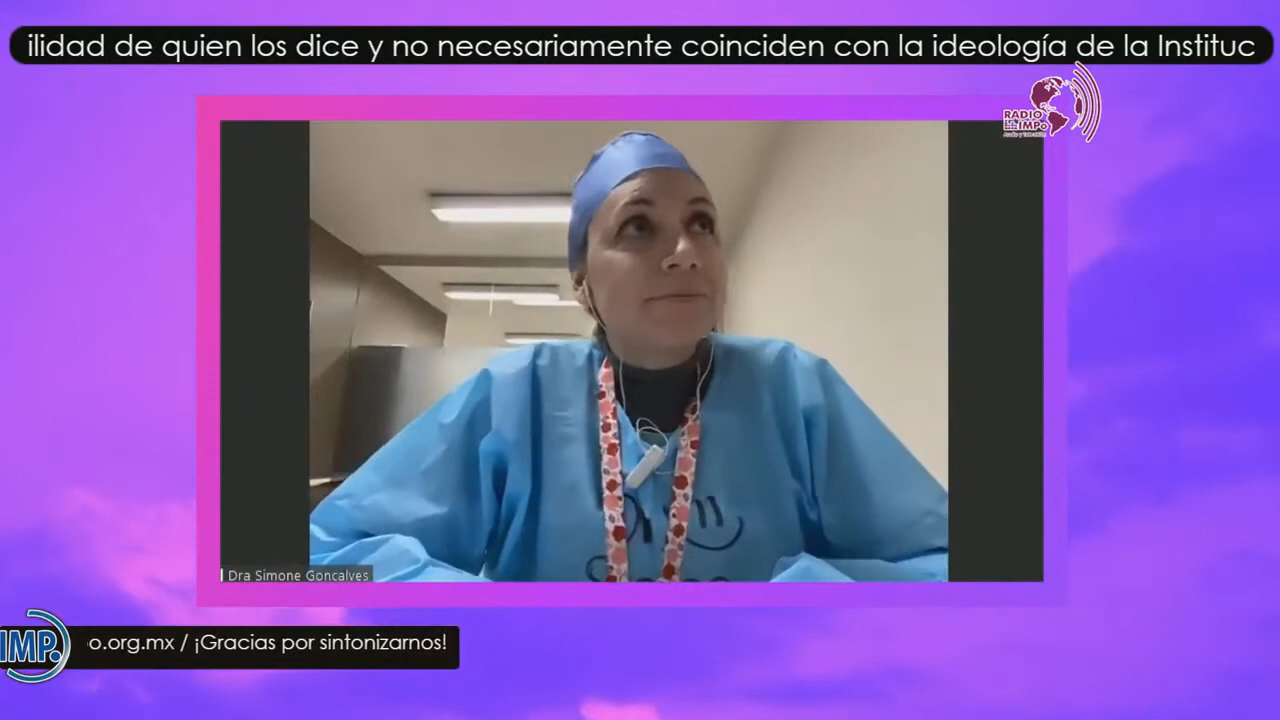 ilidad de quien los dice y no necesariamente coinciden con la ideología de la Instituc
RADIO
IMPo
Dra Simone Goncalves
IMP.
o.org.mx / ¡Gracias por sintonizarnos!